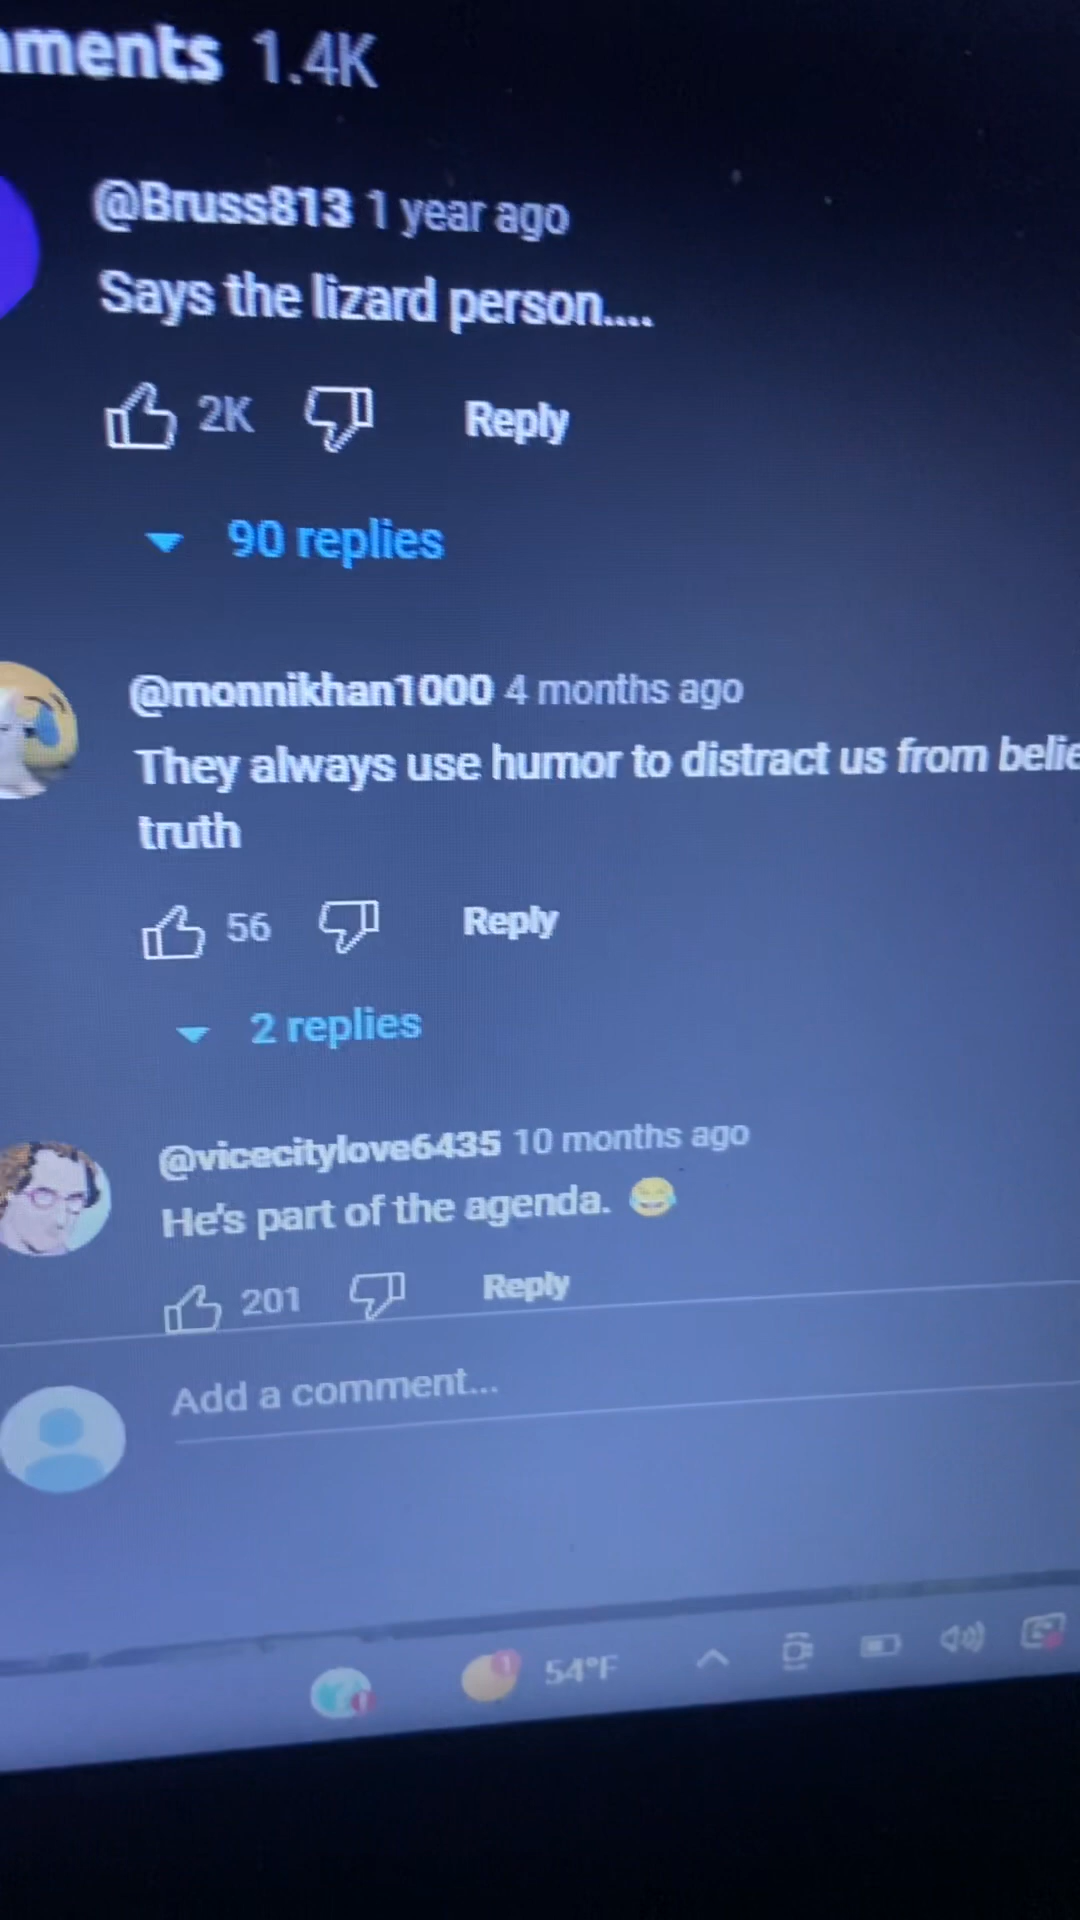 mments 1.4K
@Bruss813 1 year ago
Says the lizard person....
2K Reply
90 replies
@monnikhan1000 4 months ago
They always use humor to distract us from belie
truth
56 Reply
2 replies
@vicecitylove6435 10 months ago
He's part of the agenda. 😂
201 Reply
Add a comment...
1 54°F